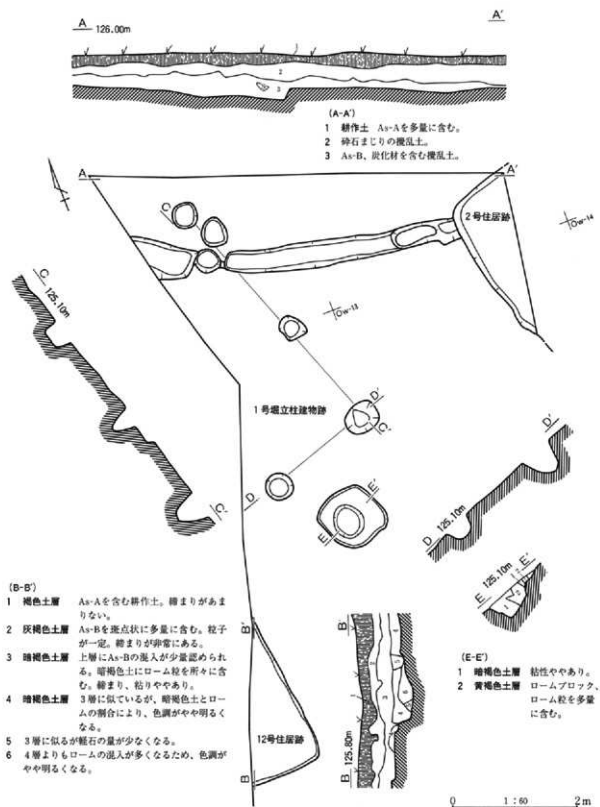 A 126.00m
A'
2
3
(A-A')
1 耕作土 As-Aを多量に含む。
2 砕石まじりの攪乱土。
3 As-B、炭化材を含む攪乱土。
A
A'
C
2号住居跡
Ow-14
C
125.10m
Ow-13
1号堀立柱建物跡
D'
C'
D'
D
E'
E
C'
D 125.10m
E 125.10m E'
(B-B')
1 褐色土層 As-Aを含む耕作土。締まりがあま
りない。
2 灰褐色土層 As-Bを斑点状に多量に含む。粒子
が一定。締まりが非常にある。
3 暗褐色土層 上層にAs-Bの混入が少量認められ
る。暗褐色土にローム粒を所々に含
む。締まり、粘りややあり。
4 暗褐色土層 3層に似ているが、暗褐色土とロー
ムの割合により、色調がやや明るく
なる。
5 3層に似るが軽石の量が少なくなる。
6 4層よりもロームの混入が多くなるため、色調が
やや明るくなる。
B'
12号住居跡
B
B'
B 125.80m
(E-E')
1 暗褐色土層 粘性ややあり。
2 黄褐色土層 ロームブロック、
ローム粒を多量
に含む。
0 1:60 2m